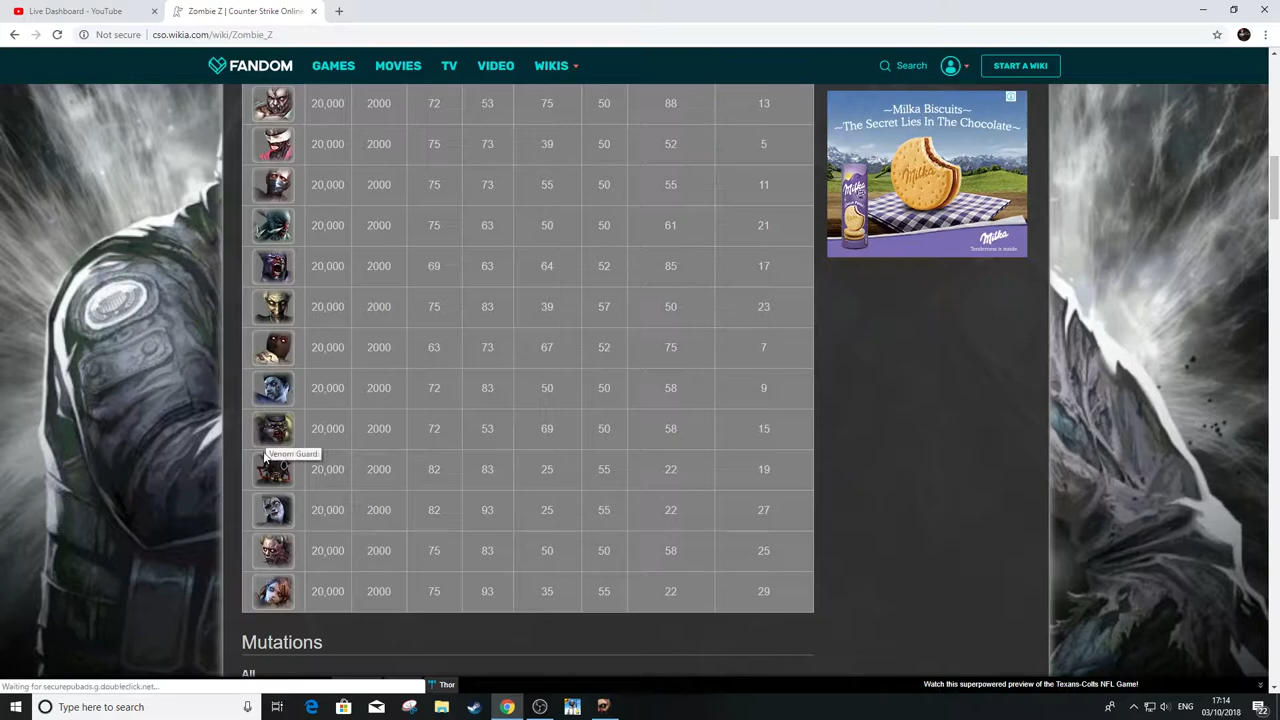 Live Dashboard - YouTube
Zombie Z | Counter Strike Online
Not secure | cso.wikia.com/wiki/Zombie_Z
FANDOM GAMES MOVIES TV VIDEO WIKIS Search START A WIKI
20,000 2000 72 53 75 50 88 13
20,000 2000 75 73 39 50 52 5
20,000 2000 75 73 55 50 55 11
20,000 2000 75 63 50 50 61 21
20,000 2000 69 63 64 52 85 17
20,000 2000 75 83 39 57 50 23
20,000 2000 63 73 67 52 75 7
20,000 2000 72 83 50 50 58 9
20,000 2000 72 53 69 50 58 15
Venom Guard
20,000 2000 82 83 25 55 22 19
20,000 2000 82 93 25 55 22 27
20,000 2000 75 83 50 50 58 25
20,000 2000 75 93 35 55 22 29
Mutations
All
~Milka Biscuits~
~The Secret Lies In The Chocolate~
Milka
Milka
Tenderness is inside.
Waiting for securepubads.g.doubleclick.net...
Thor
Watch this superpowered preview of the Texans-Colts NFL Game!
Type here to search
ENG
17:14
03/10/2018
22